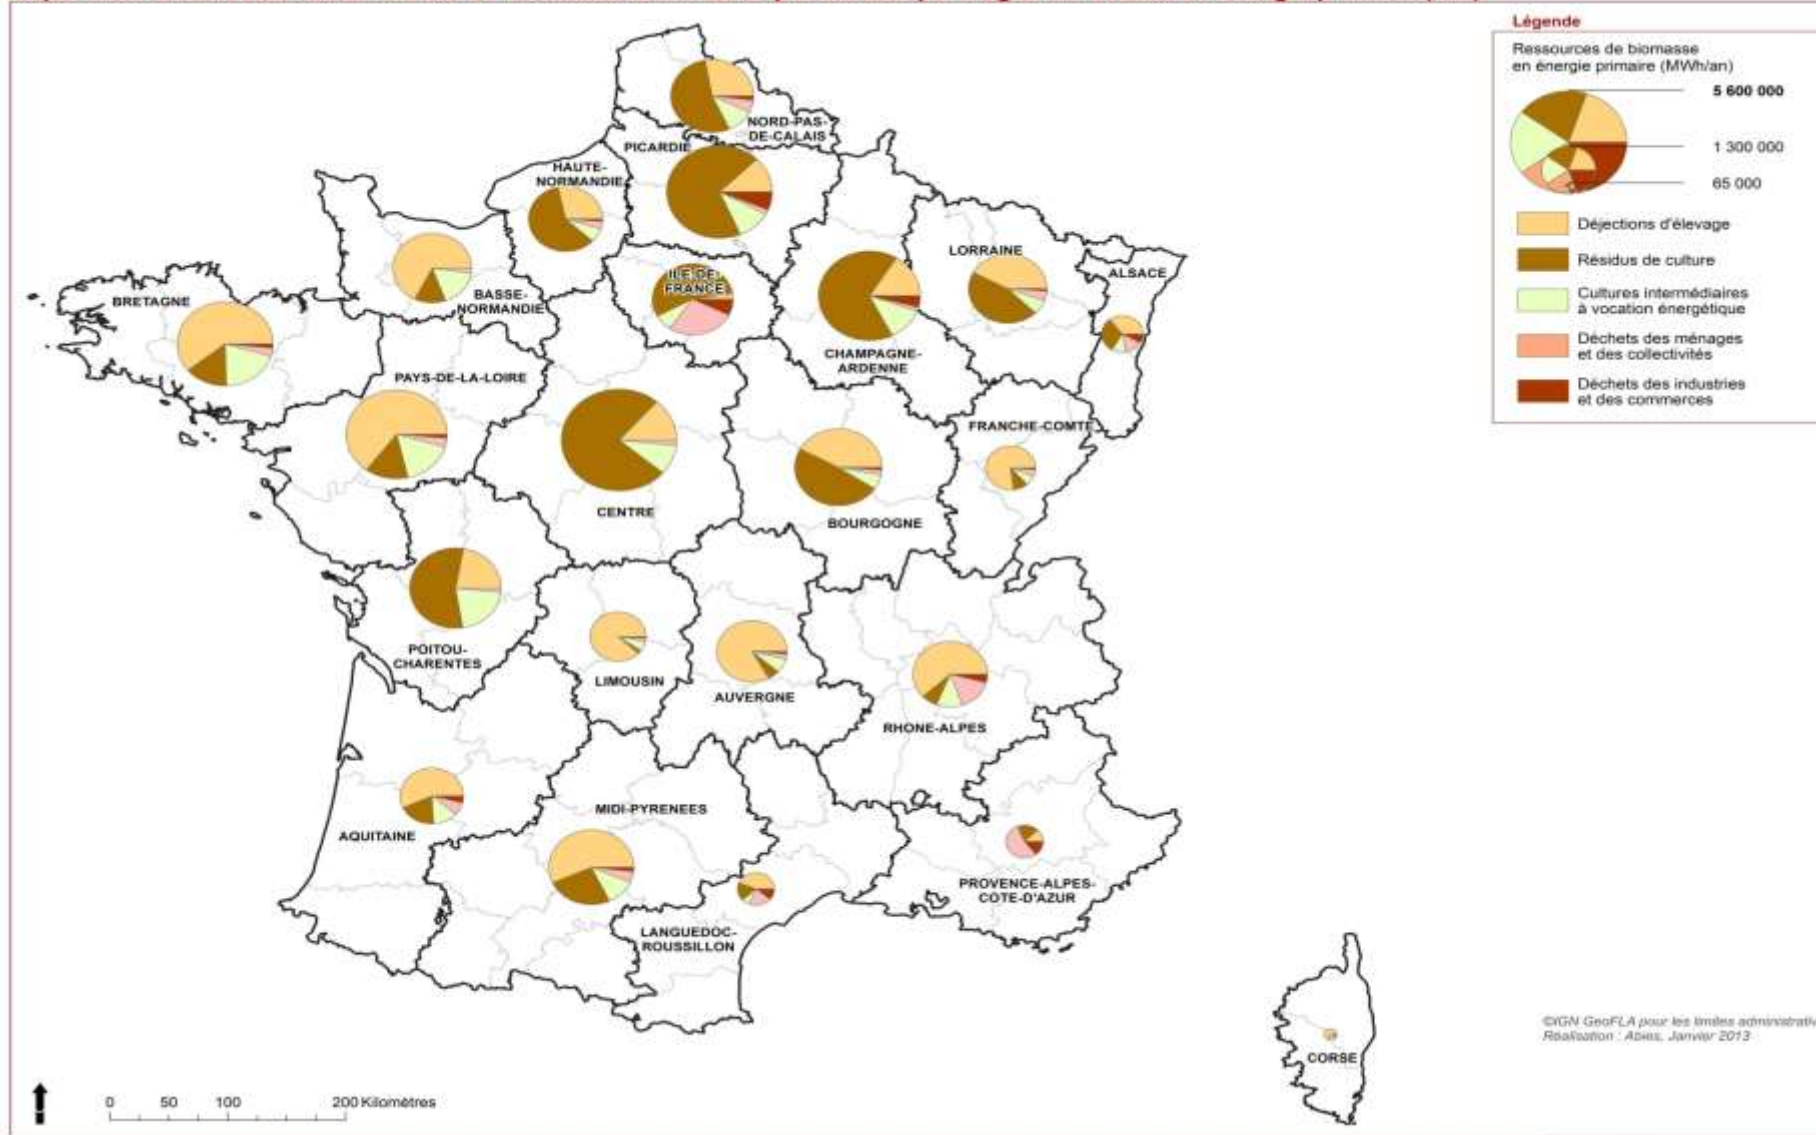 Légende
Ressources de biomasse
en énergie primaire (MWh/an)
5 600 000
1 300 000
65 000
Déjections d'élevage
Résidus de culture
Cultures intermédiaires
à vocation énergétique
Déchets des ménages
et des collectivités
Déchets des industries
et des commerces
NORD-PAS-
DE-CALAIS
PICARDIE
HAUTE-
NORMANDIE
LORRAINE
ALSACE
ILE-DE-
FRANCE
BASSE-
NORMANDIE
BRETAGNE
CHAMPAGNE-
ARDENNE
PAYS-DE-LA-LOIRE
FRANCHE-COMTE
CENTRE
BOURGOGNE
POITOU-
CHARENTES
LIMOUSIN
AUVERGNE
RHONE-ALPES
AQUITAINE
MIDI-PYRENEES
PROVENCE-ALPES-
COTE-D'AZUR
LANGUEDOC-
ROUSSILLON
CORSE
©IGN GeoFLA pour les limites
Réalisation : Abies, Janvier 2013
0 50 100 200 Kilomètres